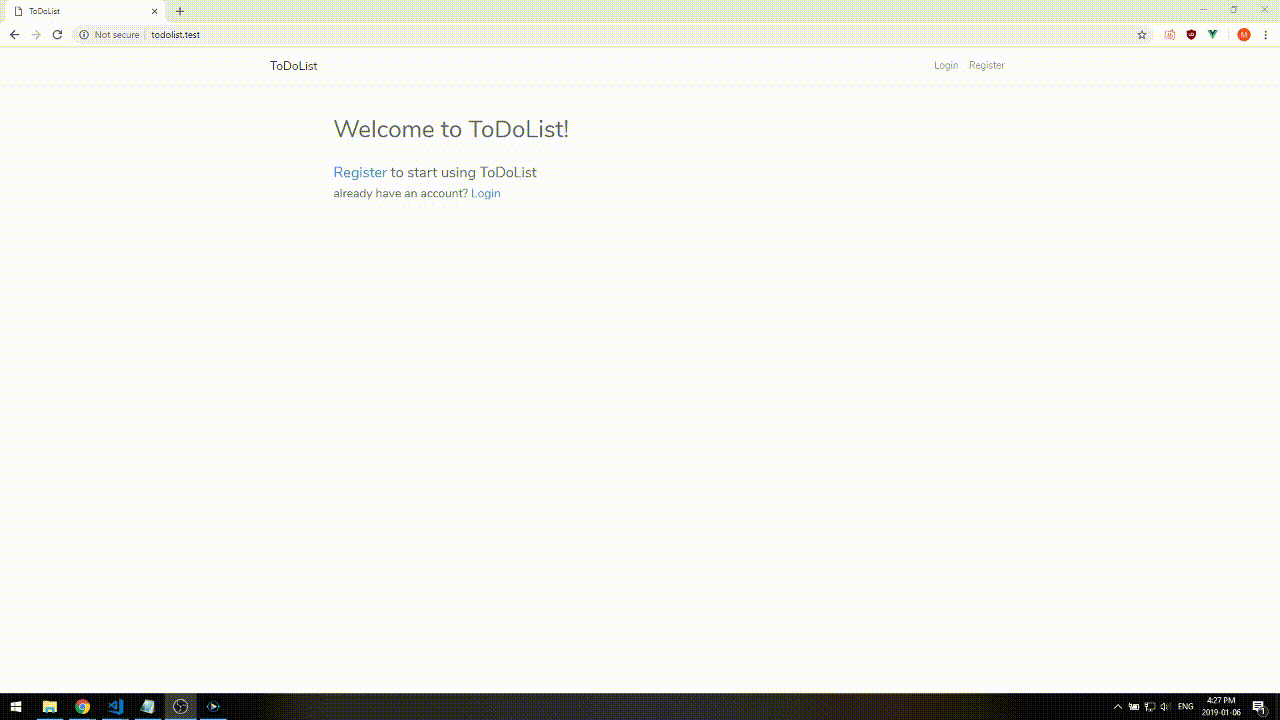 ToDoList
Not secure | todolist.test
M
ToDoList
Login Register
Welcome to ToDoList!
Register to start using ToDoList
already have an account? Login
ENG
4:27 PM
2019-01-06
1